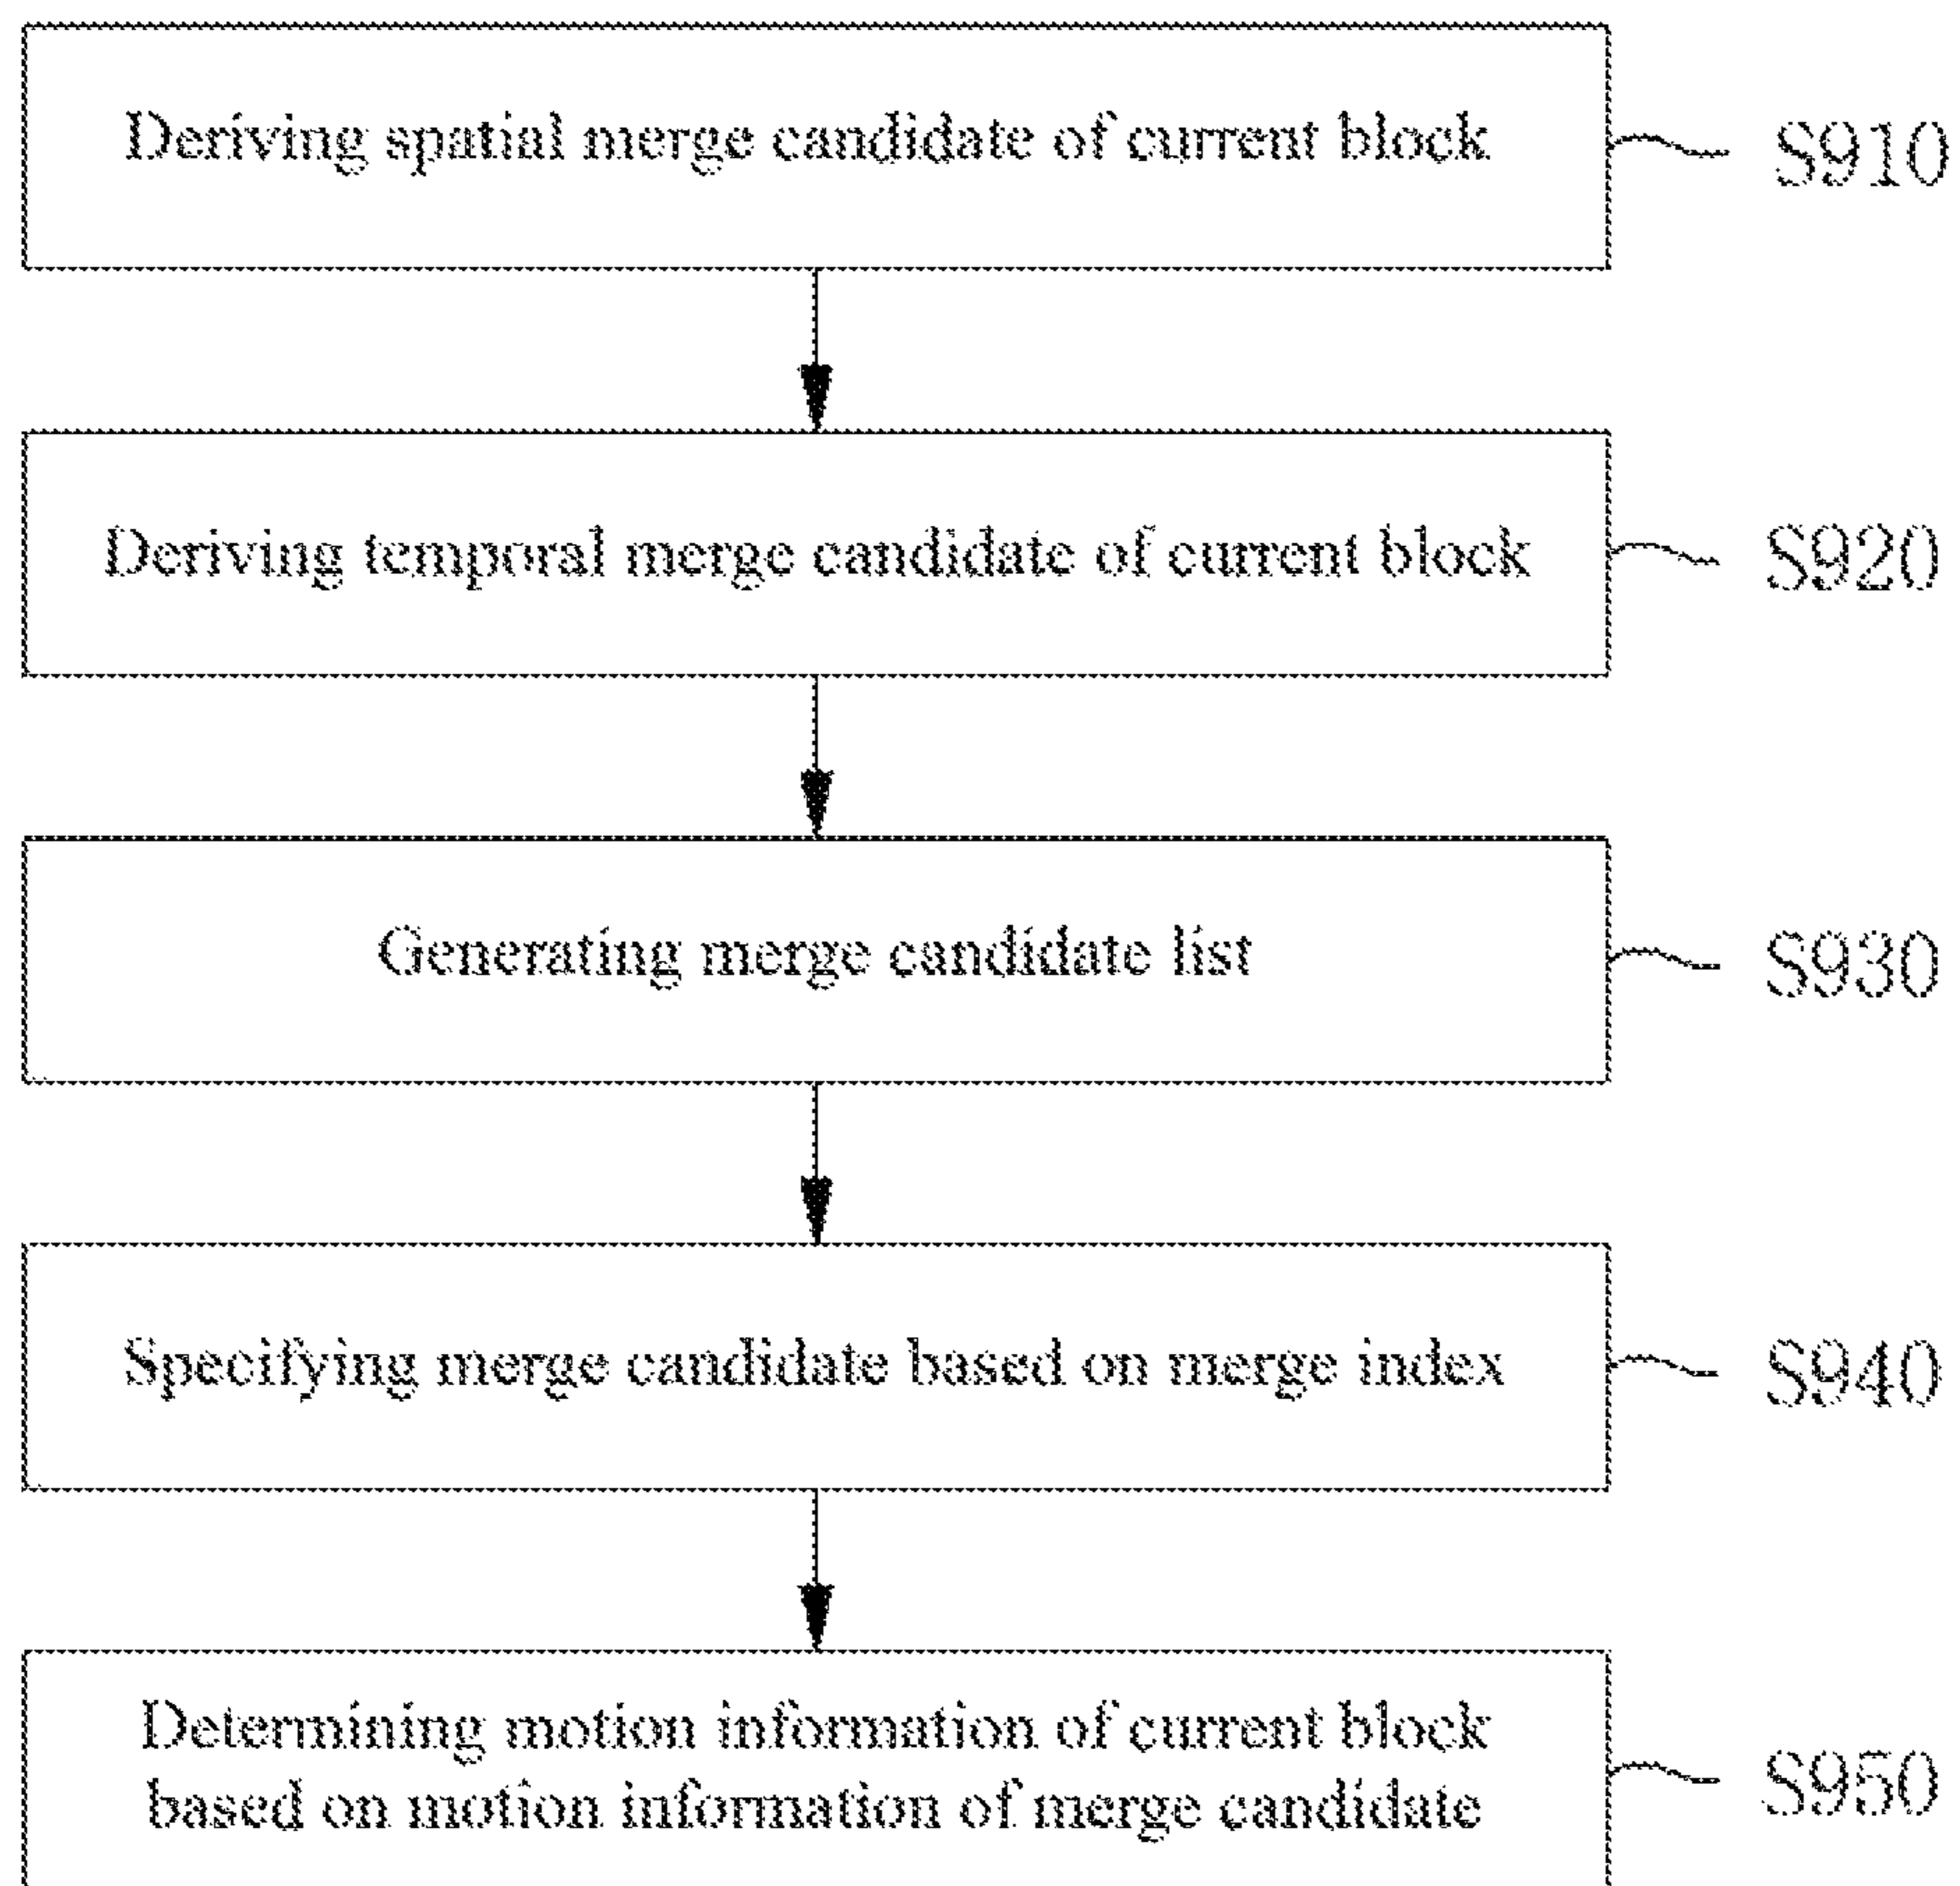 Deriving spatial merge candidate of current block
S910
Deriving temporal merge candidate of current block
S920
Generating merge candidate list
S930
Specifying merge candidate based on merge index
S940
Determining motion information of current block
based on motion information of merge candidate
S950